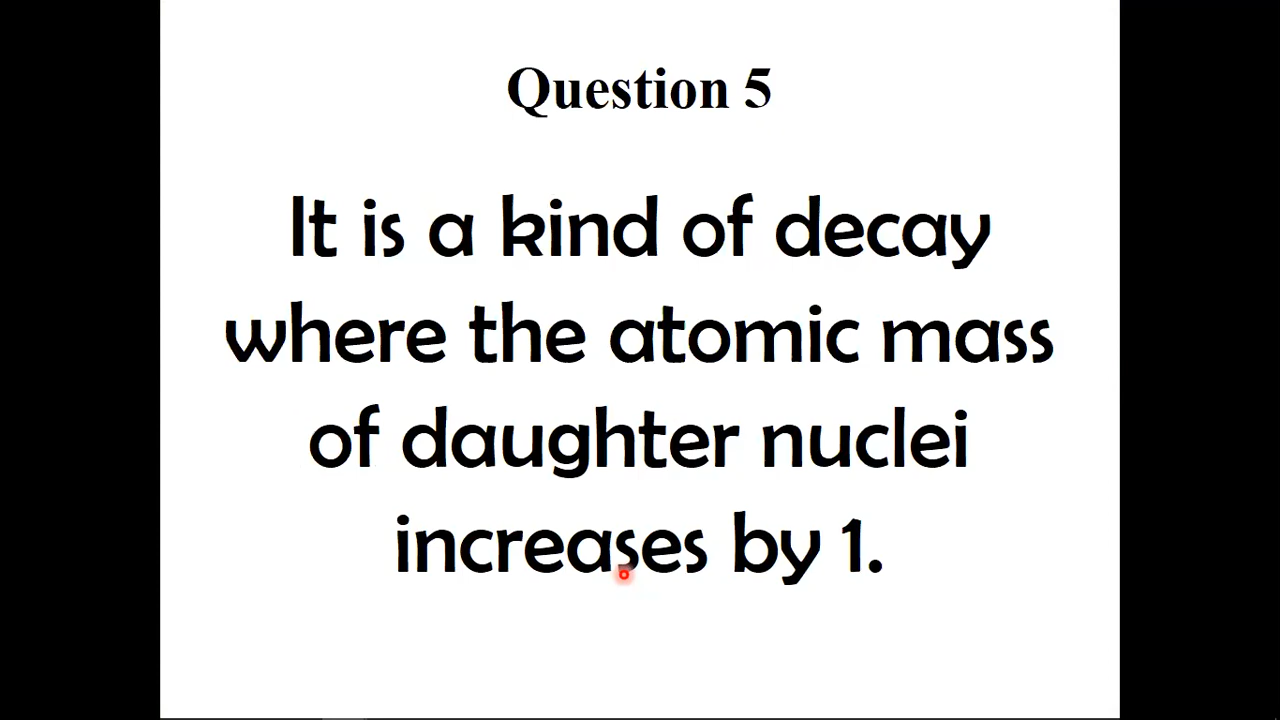 Question 5
It is a kind of decay
where the atomic mass
of daughter nuclei
increases by 1.